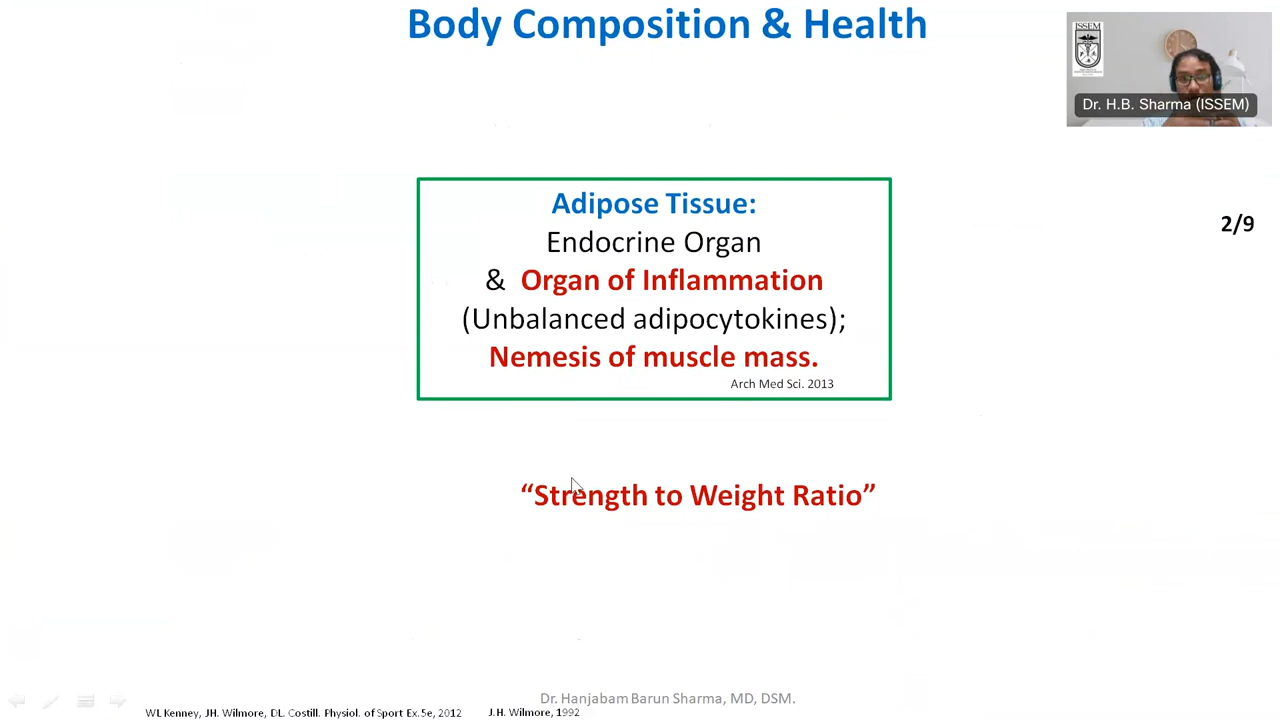 Body Composition & Health
ISSEM
Dr. H.B. Sharma (ISSEM)
Adipose Tissue:
Endocrine Organ
& Organ of Inflammation
(Unbalanced adipocytokines);
Nemesis of muscle mass.
Arch Med Sci. 2013
2/9
“Strength to Weight Ratio”
Dr. Hanjabam Barun Sharma, MD, DSM.
WL Kenney, JH. Wilmore, DL. Costill. Physiol. of Sport Ex.5e, 2012
J.H. Wilmore, 1992